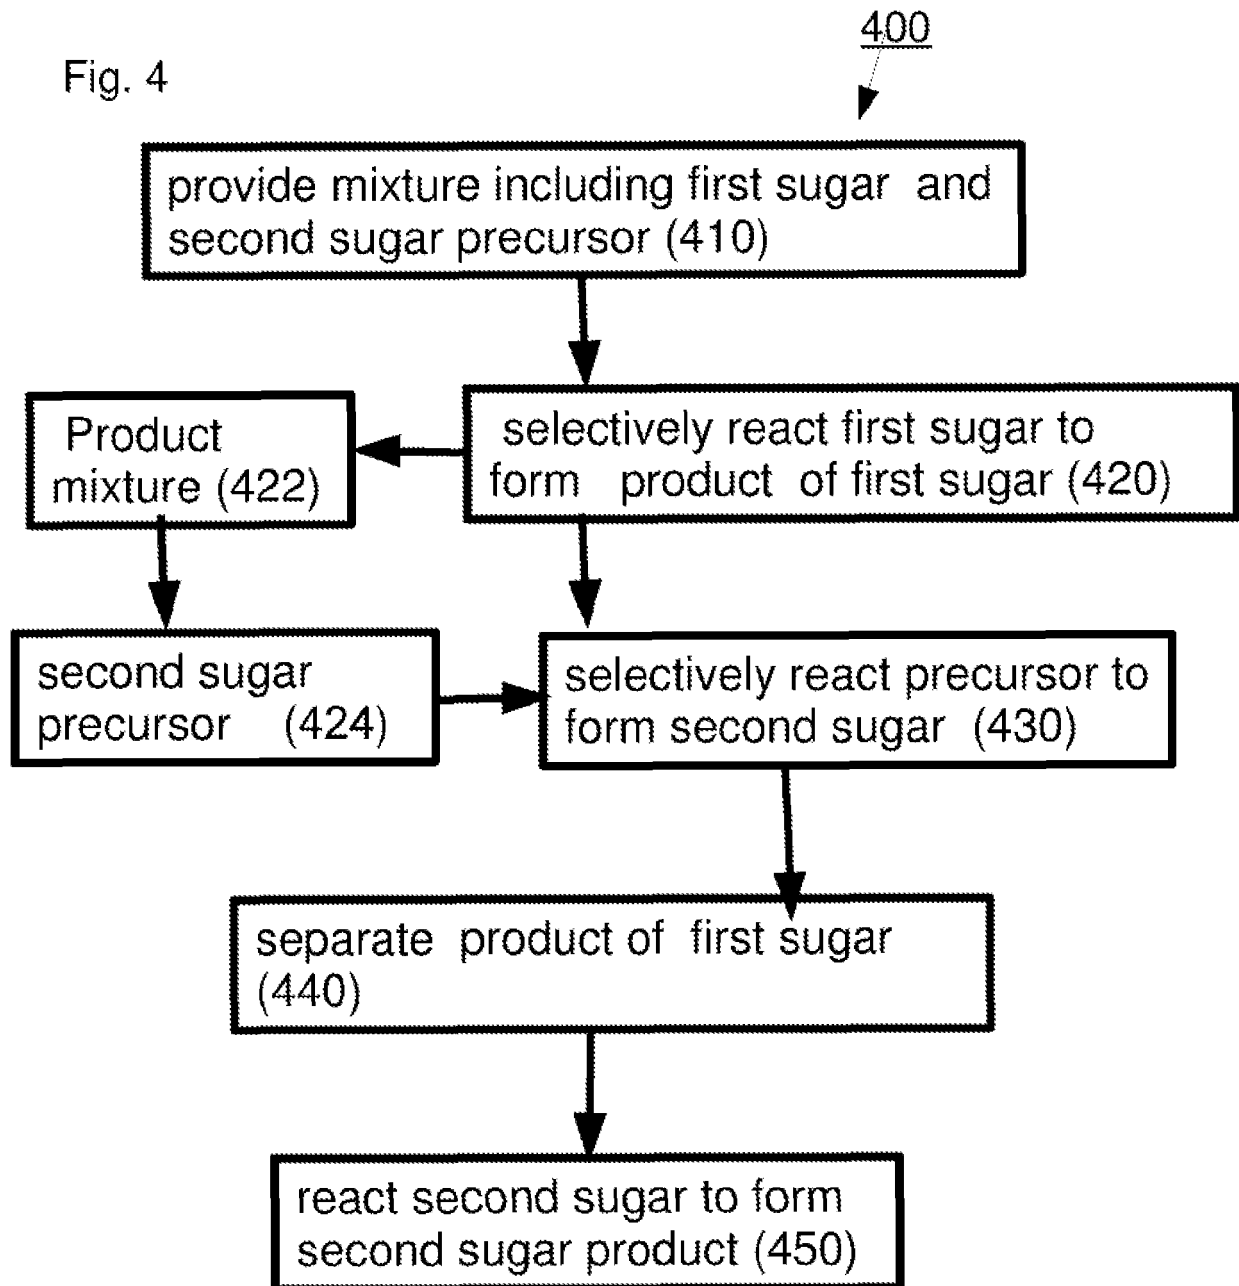 400
Fig. 4
provide mixture including first sugar and
second sugar precursor (410)
Product
mixture (422)
selectively react first sugar to
form product of first sugar (420)
second sugar
precursor (424)
selectively react precursor to
form second sugar (430)
separate product of first sugar
(440)
react second sugar to form
second sugar product (450)